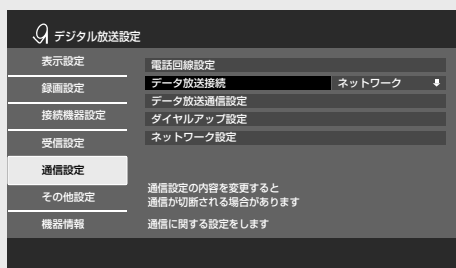 デジタル放送設定
表示設定
録画設定
接続機器設定
受信設定
通信設定
その他設定
機器情報
電話回線設定
データ放送接続 ネットワーク
データ放送通信設定
ダイヤルアップ設定
ネットワーク設定
通信設定の内容を変更すると
通信が切断される場合があります
通信に関する設定をします